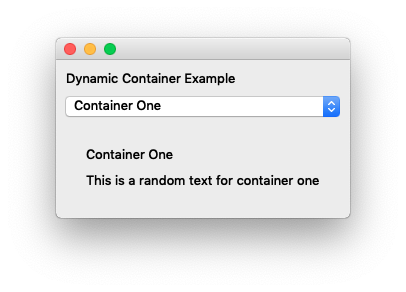 Dynamic Container Example
Container One
Container One
This is a random text for container one